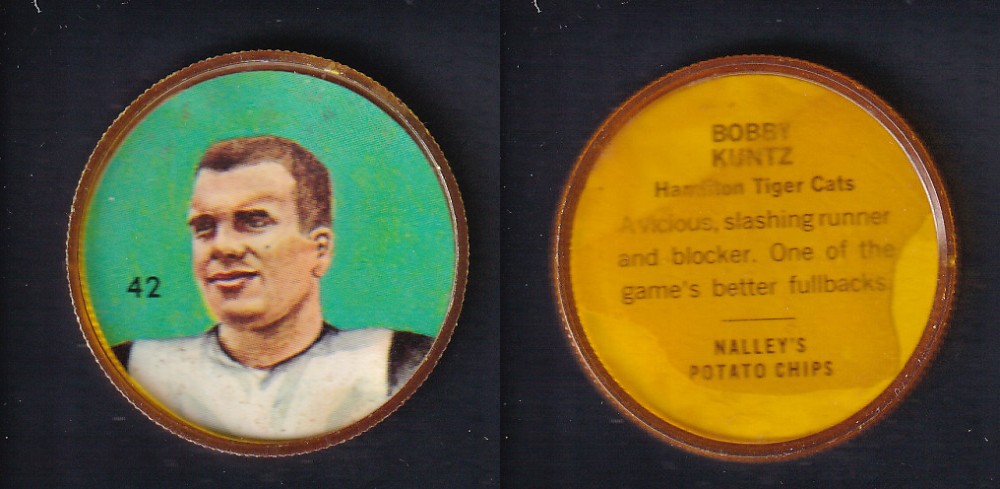 42
BOBBY
KUNTZ
Hamilton Tiger Cats
A vicious, slashing runner
and blocker. One of the
game's better fullbacks.
NALLEY'S
POTATO CHIPS